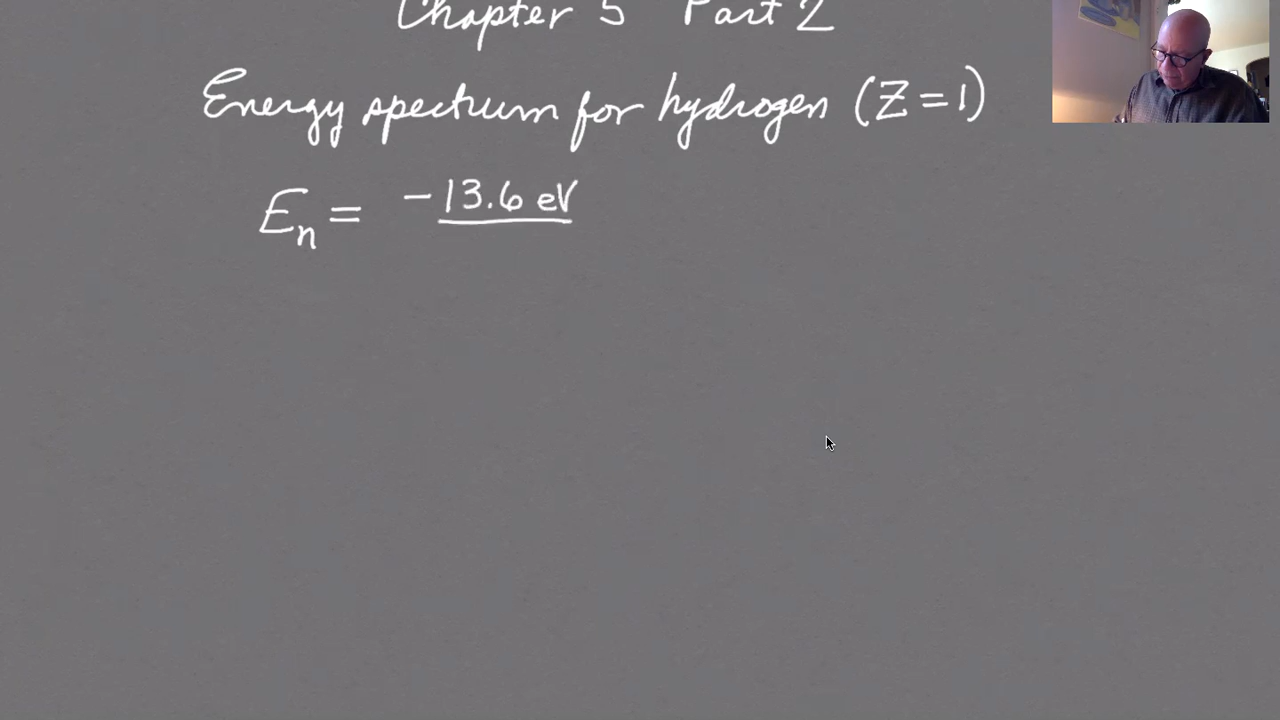 Chapter 5 Part 2
Energy spectrum for hydrogen (Z=1)
Eₙ = -13.6 eV